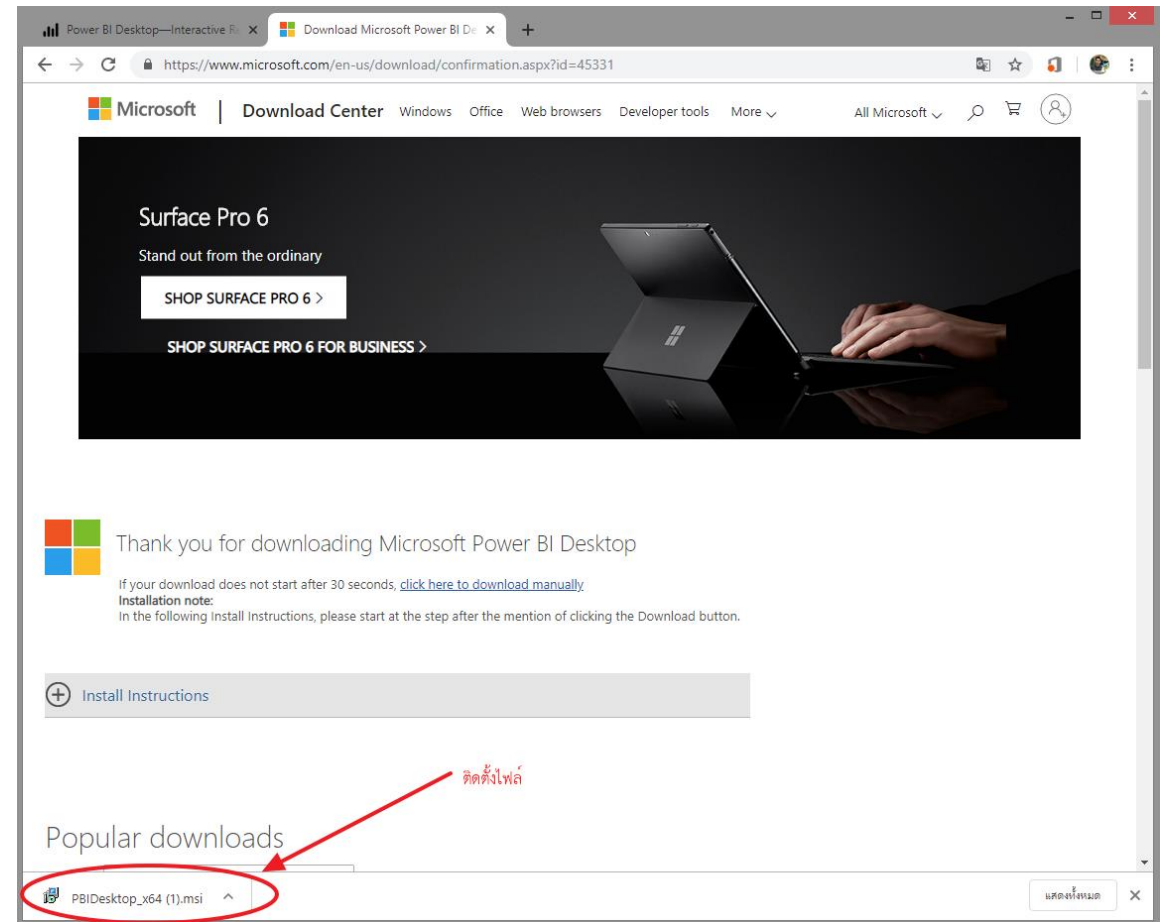 Power BI Desktop—Interactive Re
Download Microsoft Power BI De
https://www.microsoft.com/en-us/download/confirmation.aspx?id=45331
Microsoft | Download Center Windows Office Web browsers Developer tools More All Microsoft
Surface Pro 6
Stand out from the ordinary
SHOP SURFACE PRO 6 >
SHOP SURFACE PRO 6 FOR BUSINESS >
Thank you for downloading Microsoft Power BI Desktop
If your download does not start after 30 seconds, click here to download manually
Installation note:
In the following Install Instructions, please start at the step after the mention of clicking the Download button.
Install Instructions
ติดตั้งไฟล์
Popular downloads
PBIDesktop_x64 (1).msi
แสดงทั้งหมด